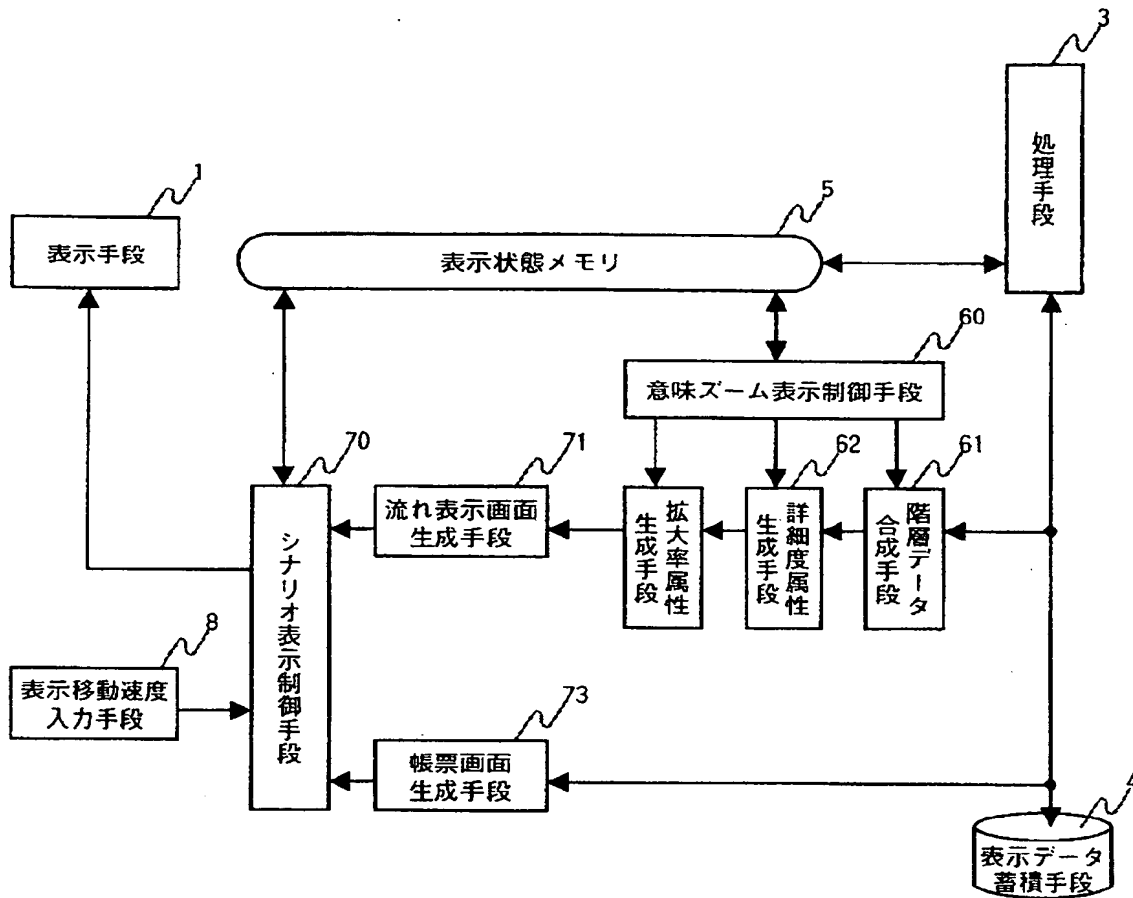 3
処理手段
1
表示手段
5
表示状態メモリ
60
意味ズーム表示制御手段
70
シナリオ表示制御手段
71
流れ表示画面
生成手段
拡大率属性
生成手段
62
詳細度属性
生成手段
61
階層データ
合成手段
8
表示移動速度
入力手段
73
帳票画面
生成手段
4
表示データ
蓄積手段